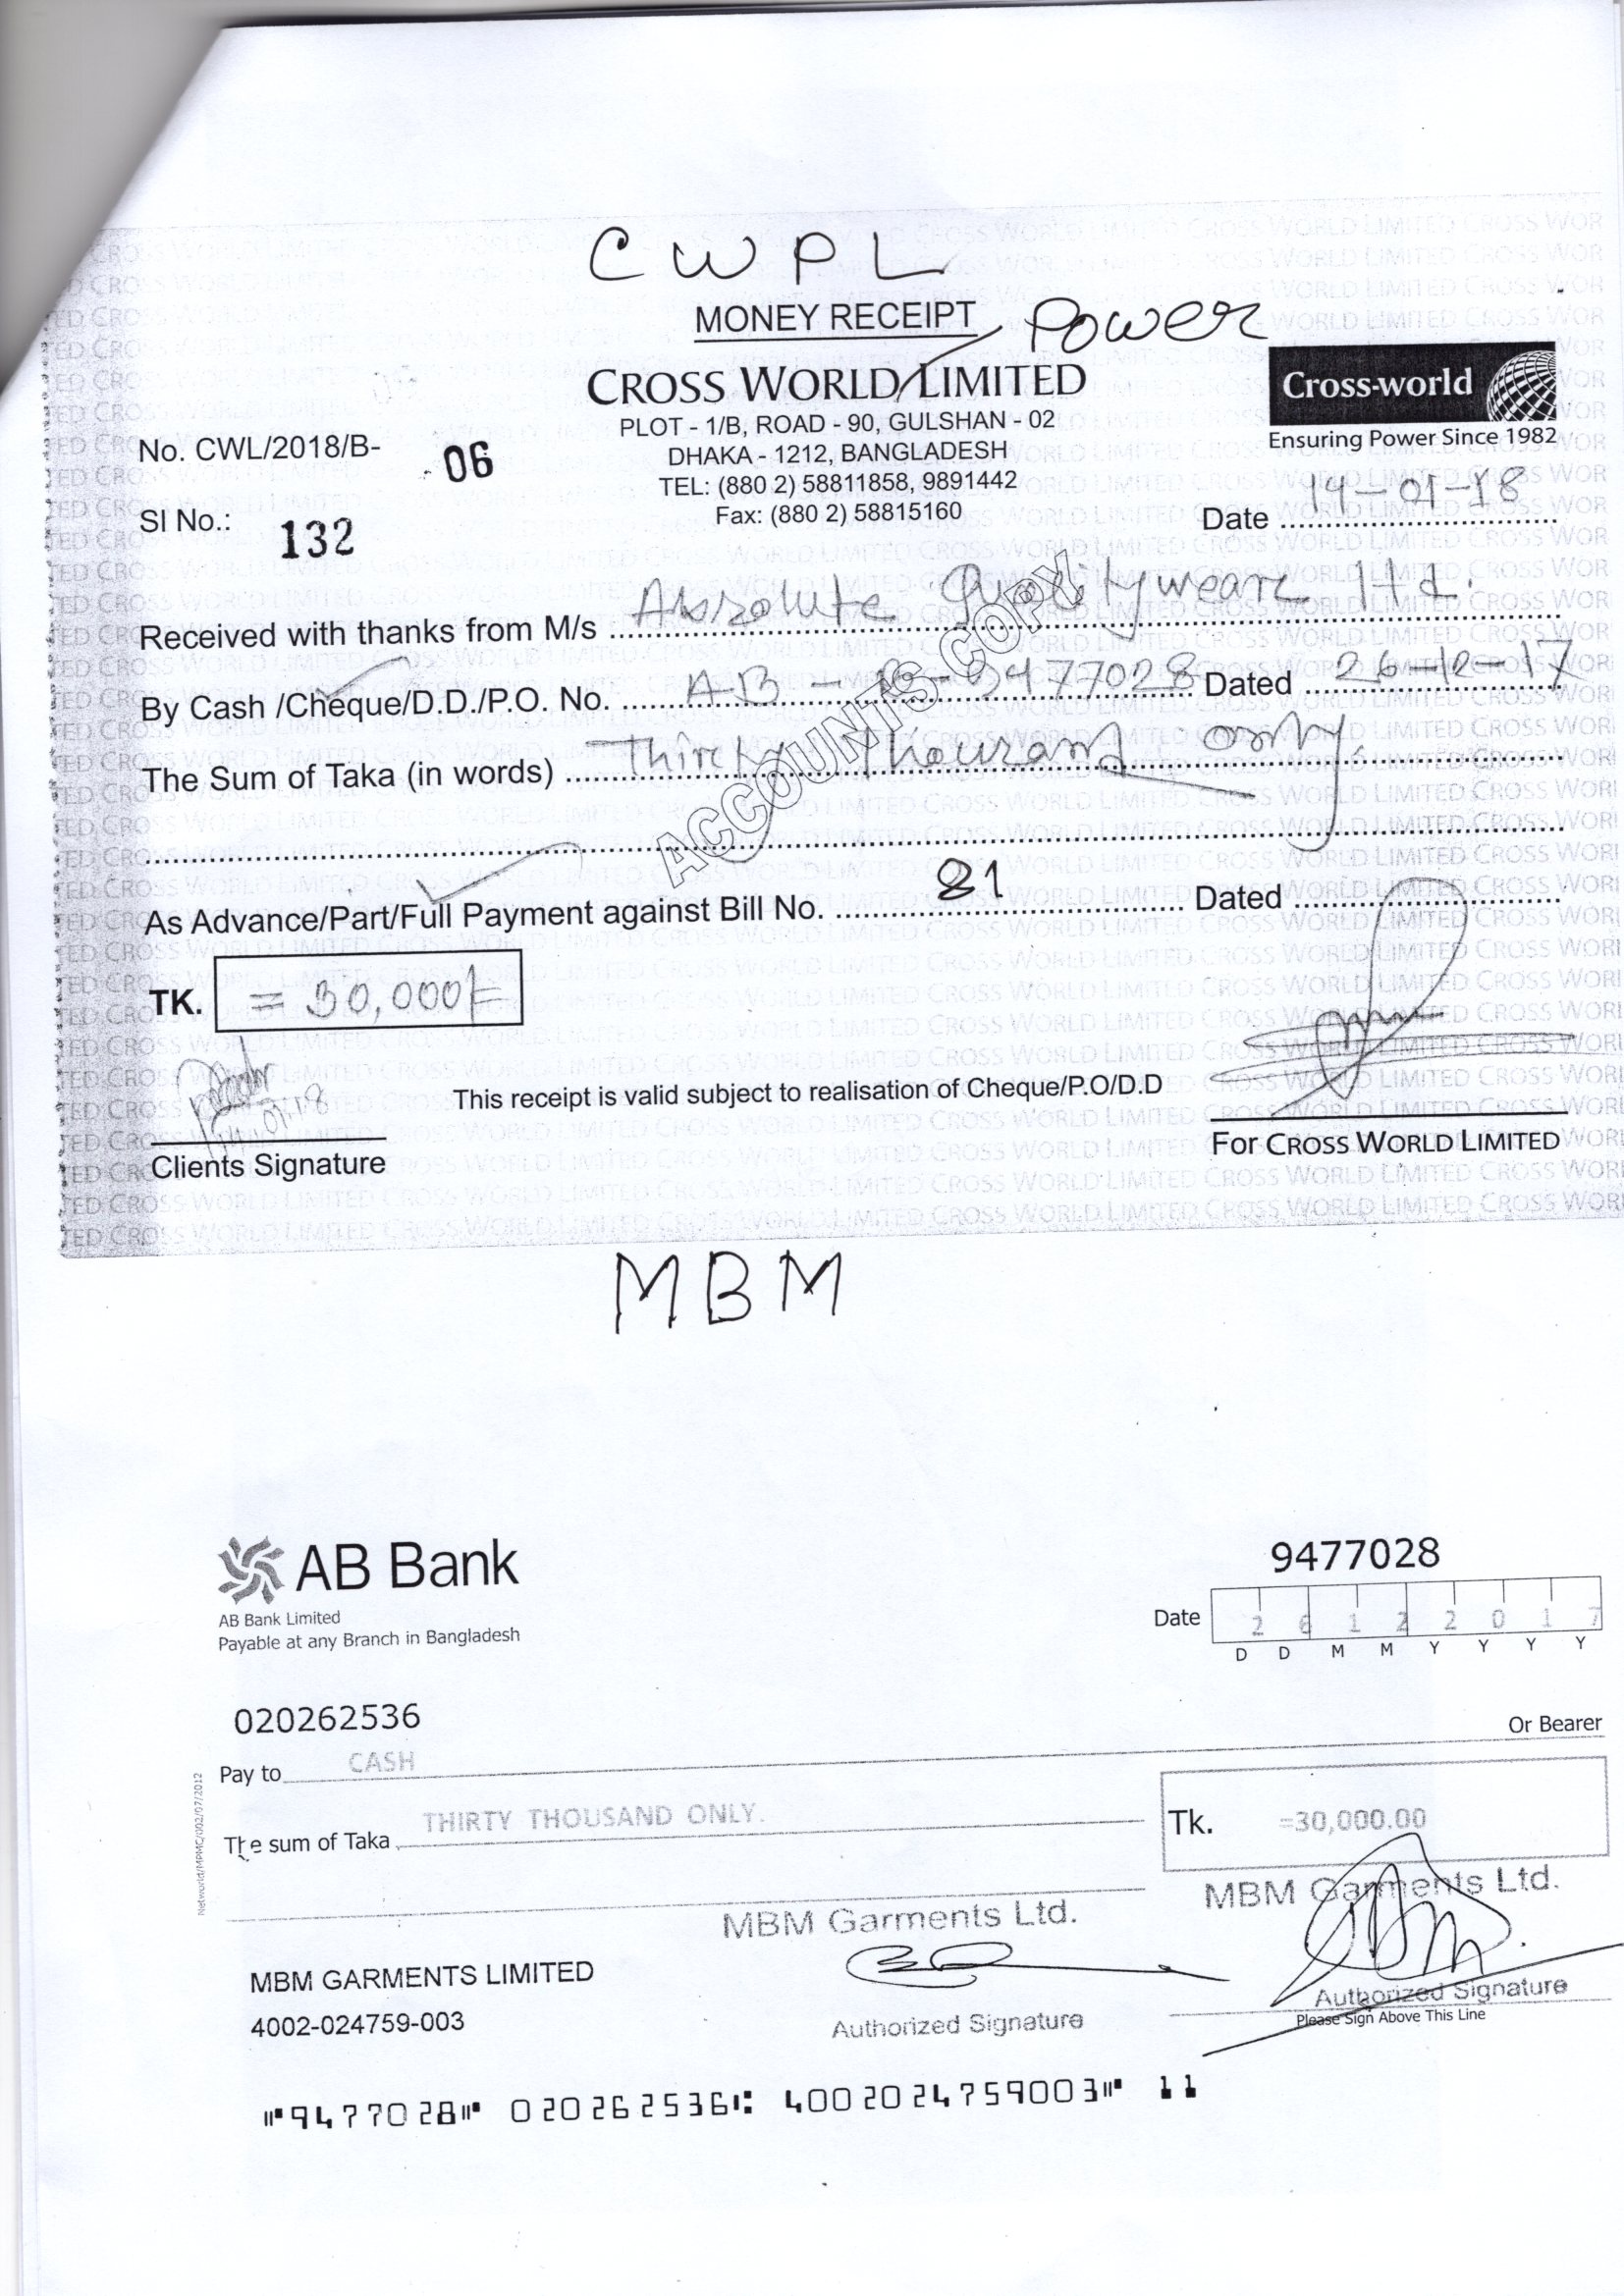 CWPL
MONEY RECEIPT Power
CROSS WORLD LIMITED
PLOT - 1/B, ROAD - 90, GULSHAN - 02
DHAKA - 1212, BANGLADESH
TEL: (880 2) 58811858, 9891442
Fax: (880 2) 58815160
Cross-world
Ensuring Power Since 1982
No. CWL/2018/B- 06
Sl No.: 132
Date 14-01-18
Received with thanks from M/s Absolute Qualitywear Ltd.
By Cash /Cheque/D.D./P.O. No. AB - 9477028 Dated 26-12-17
The Sum of Taka (in words) Thirty Thousand only.
ACCOUNTS COPY
As Advance/Part/Full Payment against Bill No. 21 Dated
TK. = 30,000/=
This receipt is valid subject to realisation of Cheque/P.O/D.D
Clients Signature
For CROSS WORLD LIMITED
MBM
AB Bank
AB Bank Limited
Payable at any Branch in Bangladesh
9477028
Date 2 6 1 2 2 0 1 7
D D M M Y Y Y Y
020262536
Pay to CASH Or Bearer
The sum of Taka THIRTY THOUSAND ONLY.
Tk. =30,000.00
MBM Garments Ltd.
MBM Garments Ltd.
MBM GARMENTS LIMITED
4002-024759-003
Authorized Signature
Authorized Signature
Please Sign Above This Line
9477028 020262536 4002024759003 11